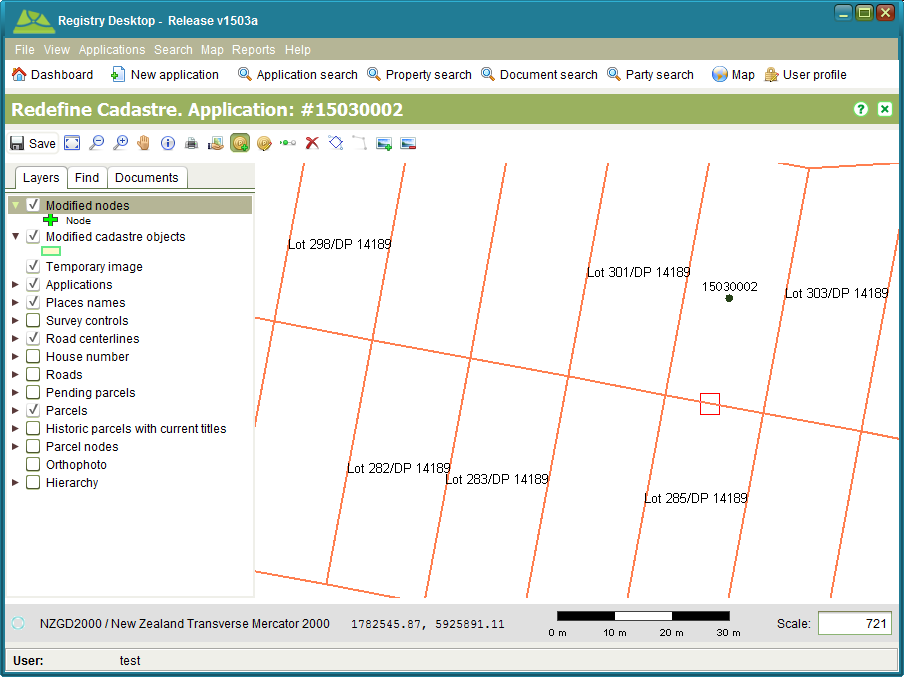 Registry Desktop - Release v1503a
File View Applications Search Map Reports Help
Dashboard New application Application search Property search Document search Party search Map User profile
Redefine Cadastre. Application: #15030002
Save
Layers Find Documents
Modified nodes
Node
Modified cadastre objects
Temporary image
Applications
Places names
Survey controls
Road centerlines
House number
Roads
Pending parcels
Parcels
Historic parcels with current titles
Parcel nodes
Orthophoto
Hierarchy
Lot 298/DP 14189
Lot 301/DP 14189
15030002
Lot 303/DP 14189
Lot 282/DP 14189
Lot 283/DP 14189
Lot 285/DP 14189
NZGD2000 / New Zealand Transverse Mercator 2000 1782545.87, 5925891.11
0 m 10 m 20 m 30 m
Scale: 721
User: test